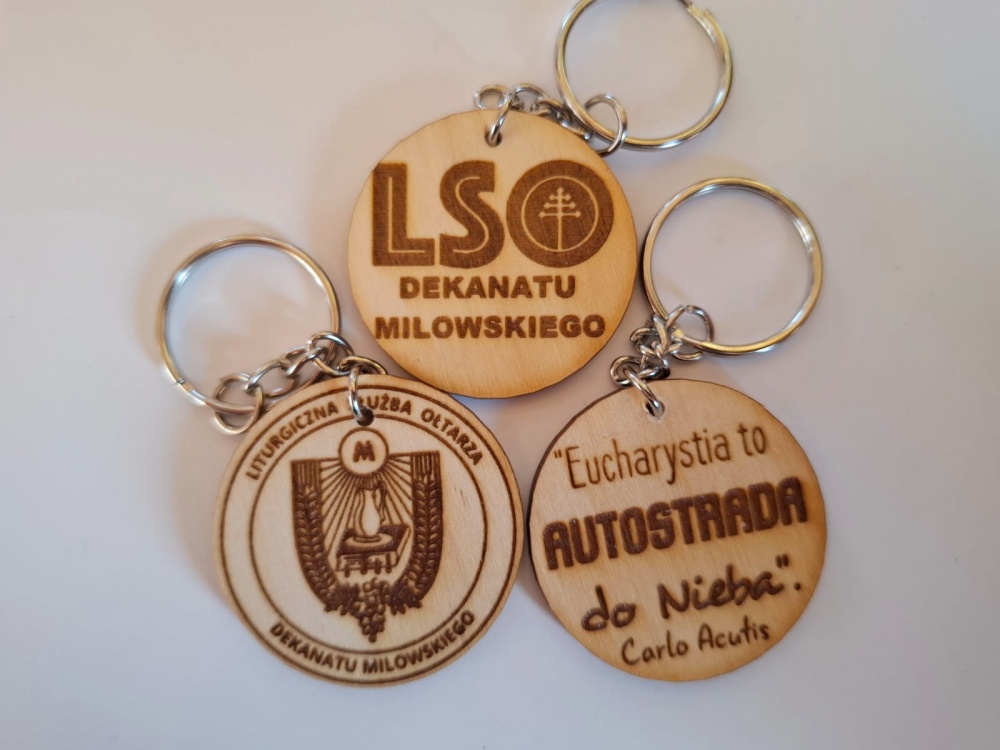 LSO
DEKANATU
MILOWSKIEGO
LITURGICZNA SŁUŻBA OŁTARZA
M
DEKANATU MILOWSKIEGO
"Eucharystia to
AUTOSTRADA
do Nieba".
Carlo Acutis